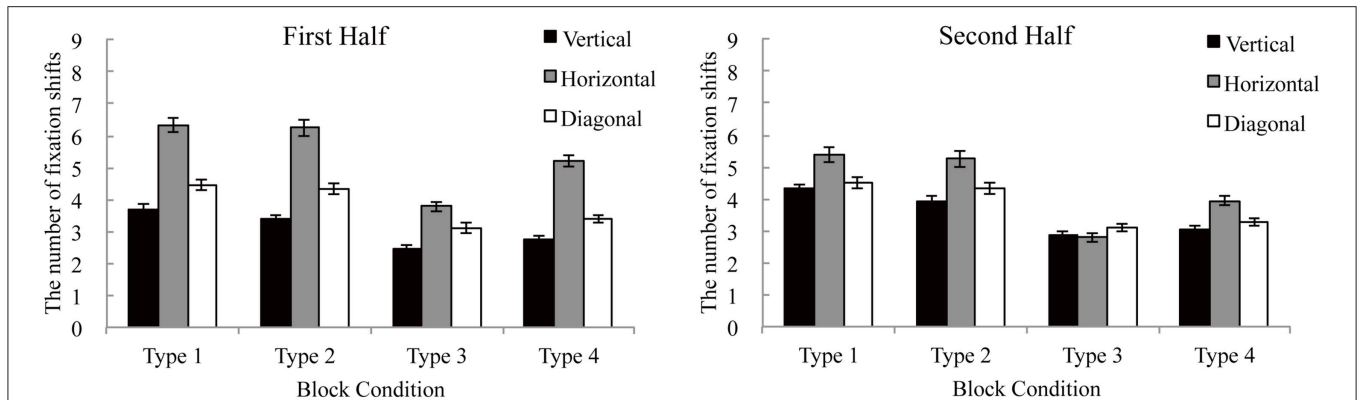 First Half
The number of fixation shifts
9
8
7
6
5
4
3
2
1
0
Vertical
Horizontal
Diagonal
Type 1 Type 2 Type 3 Type 4
Block Condition
Second Half
The number of fixation shifts
9
8
7
6
5
4
3
2
1
0
Vertical
Horizontal
Diagonal
Type 1 Type 2 Type 3 Type 4
Block Condition